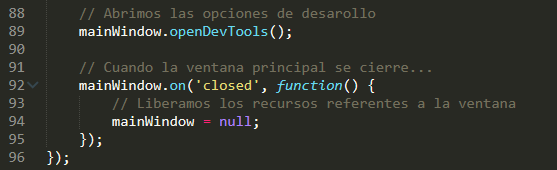 88 // Abrimos las opciones de desarollo
89 mainWindow.openDevTools();
90
91 // Cuando la ventana principal se cierre...
92 mainWindow.on('closed', function() {
93 // Liberamos los recursos referentes a la ventana
94 mainWindow = null;
95 });
96 });